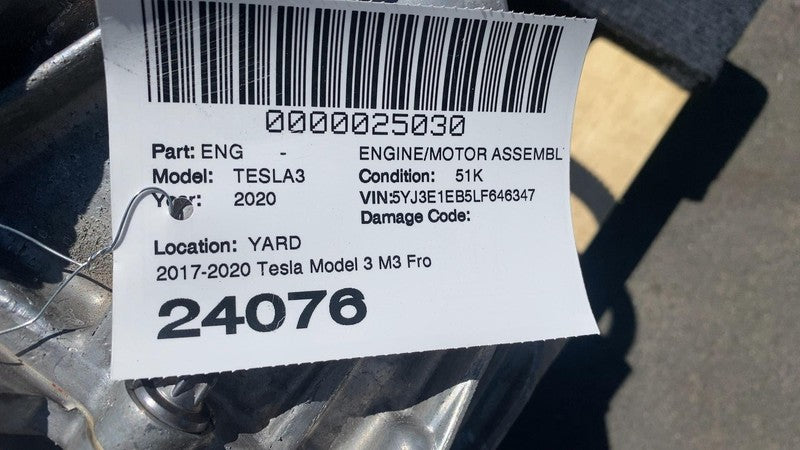 0000025030
Part: ENG - ENGINE/MOTOR ASSEMBL
Model: TESLA3 Condition: 51K
Year: 2020 VIN:5YJ3E1EB5LF646347
Damage Code:
Location: YARD
2017-2020 Tesla Model 3 M3 Fro
24076